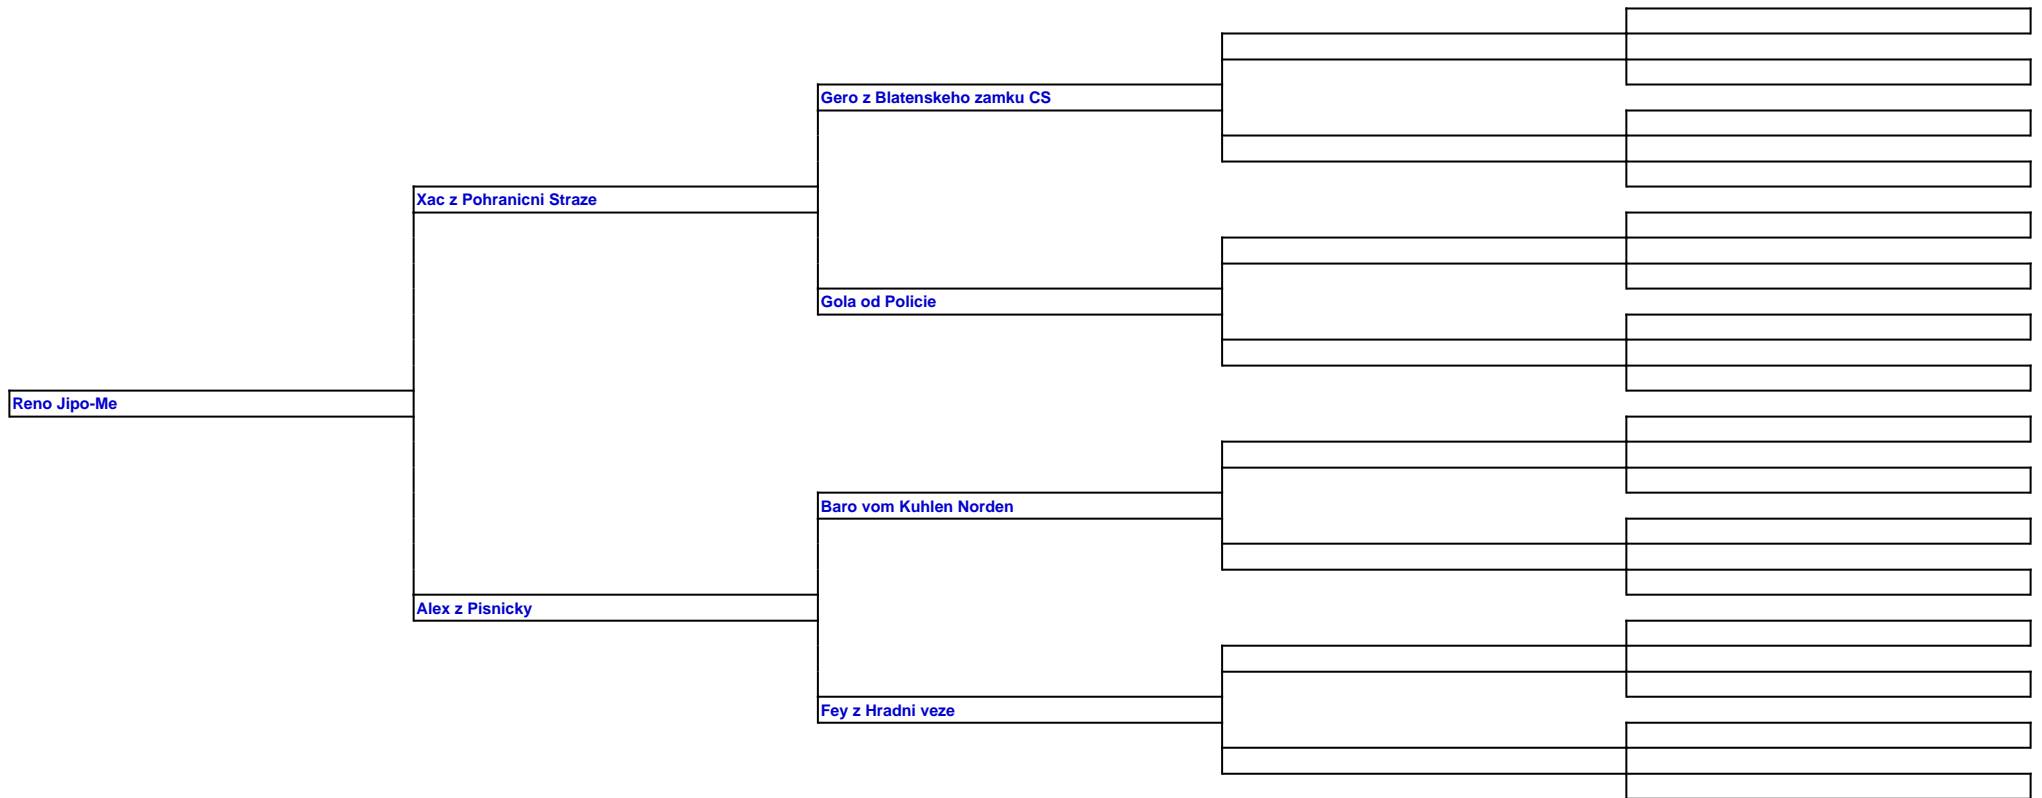 Gero z Blatenskeho zamku CS
Xac z Pohranicni Straze
Gola od Policie
Reno Jipo-Me
Baro vom Kuhlen Norden
Alex z Pisnicky
Fey z Hradni veze